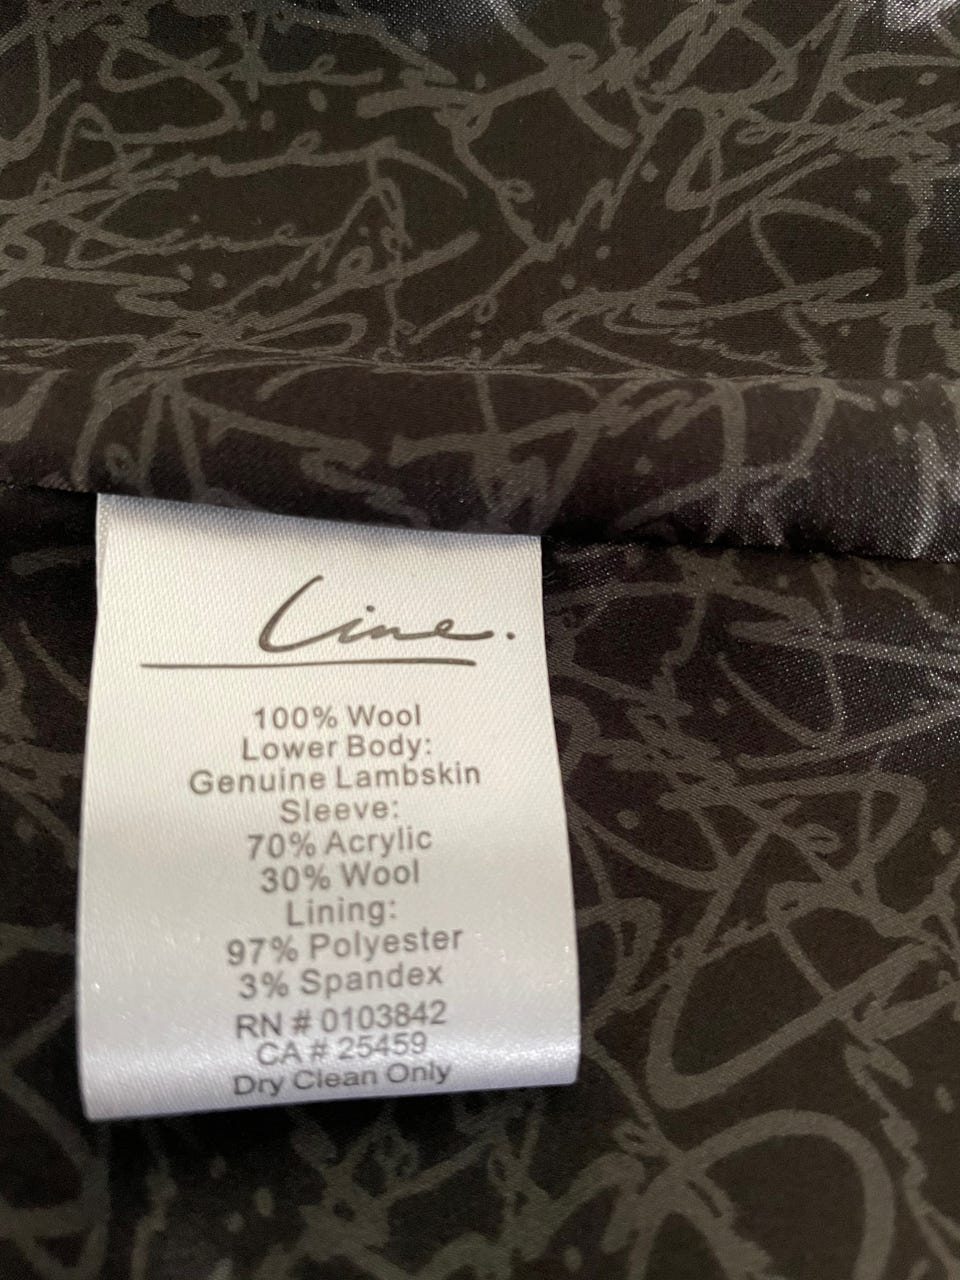 Line.
100% Wool
Lower Body:
Genuine Lambskin
Sleeve:
70% Acrylic
30% Wool
Lining:
97% Polyester
3% Spandex
RN # 0103842
CA # 25459
Dry Clean Only